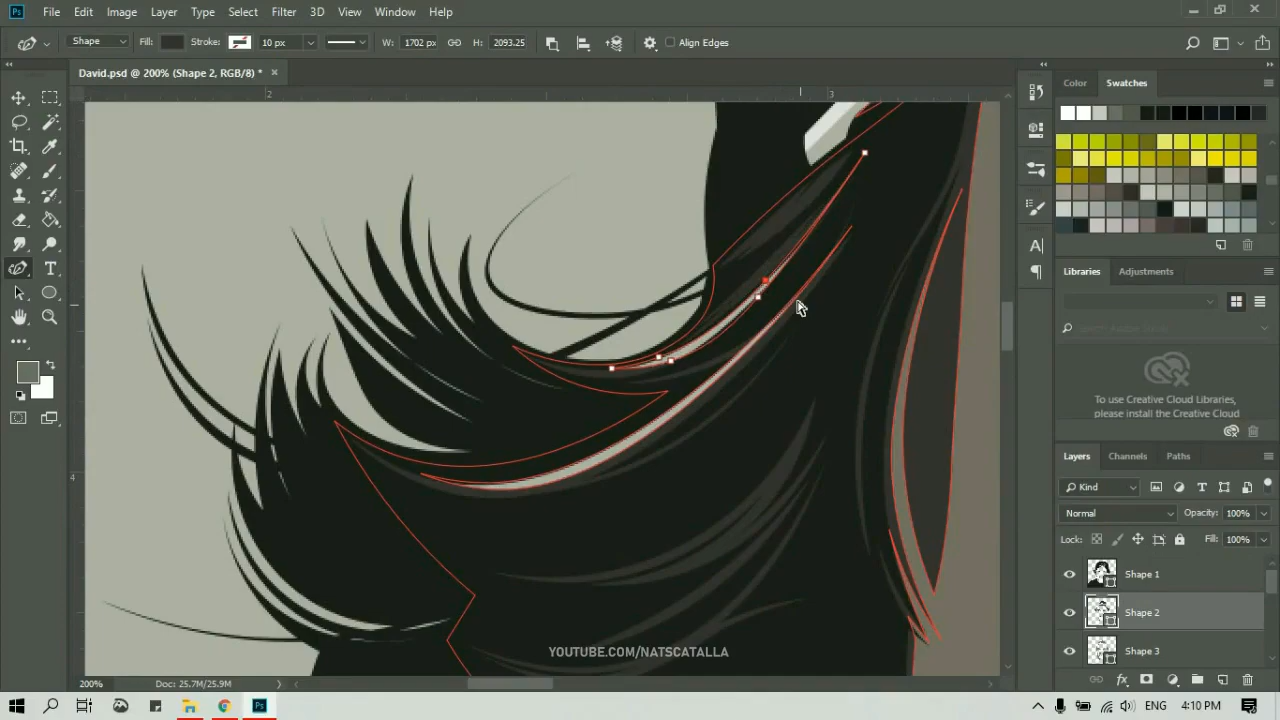 Ps File Edit Image Layer Type Select Filter 3D View Window Help
Shape Fill: Stroke: 10 px W: 1702 px H: 2093.25 Align Edges
David.psd @ 200% (Shape 2, RGB/8) * ×
Color Swatches
2 3
4
A
Libraries Adjustments
To use Creative Cloud Libraries,
please install the Creative Cloud
Layers Channels Paths
Kind
Normal Opacity: 100%
Lock: Fill: 100%
Shape 1
Shape 2
Shape 3
fx
YOUTUBE.COM/NATSCATALLA
200% Doc: 25.7M/25.9M
Ps ENG 4:10 PM